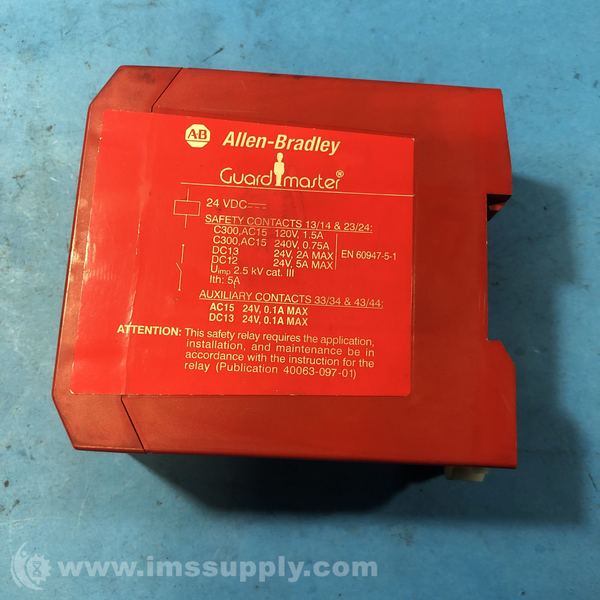 AB Allen-Bradley
Guardmaster®
24 VDC
SAFETY CONTACTS 13/14 & 23/24:
C300,AC15 120V, 1.5A
C300,AC15 240V, 0.75A
DC13 24V, 2A MAX
DC12 24V, 5A MAX
EN 60947-5-1
Uimp 2.5 kV cat. III
Ith: 5A
AUXILIARY CONTACTS 33/34 & 43/44:
AC15 24V, 0.1A MAX
DC13 24V, 0.1A MAX
ATTENTION: This safety relay requires the application,
installation, and maintenance be in
accordance with the instruction for the
relay (Publication 40063-097-01)
© www.imssupply.com